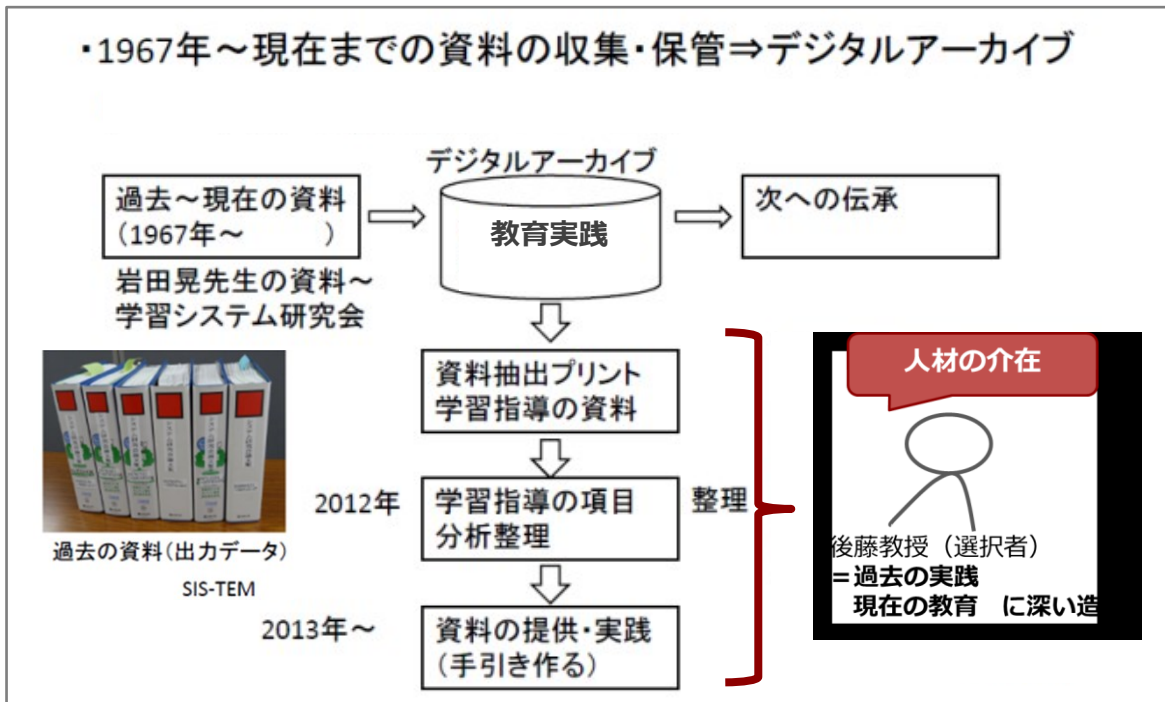 ・1967年～現在までの資料の収集・保管⇒デジタルアーカイブ
デジタルアーカイブ
過去～現在の資料
（1967年～　　　）
教育実践
次への伝承
岩田晃先生の資料～
学習システム研究会
資料抽出プリント
学習指導の資料
人材の介在
2012年
学習指導の項目
分析整理
整理
過去の資料（出力データ）
SIS-TEM
後藤教授（選択者）
＝過去の実践
現在の教育　に深い造
2013年～
資料の提供・実践
（手引き作る）